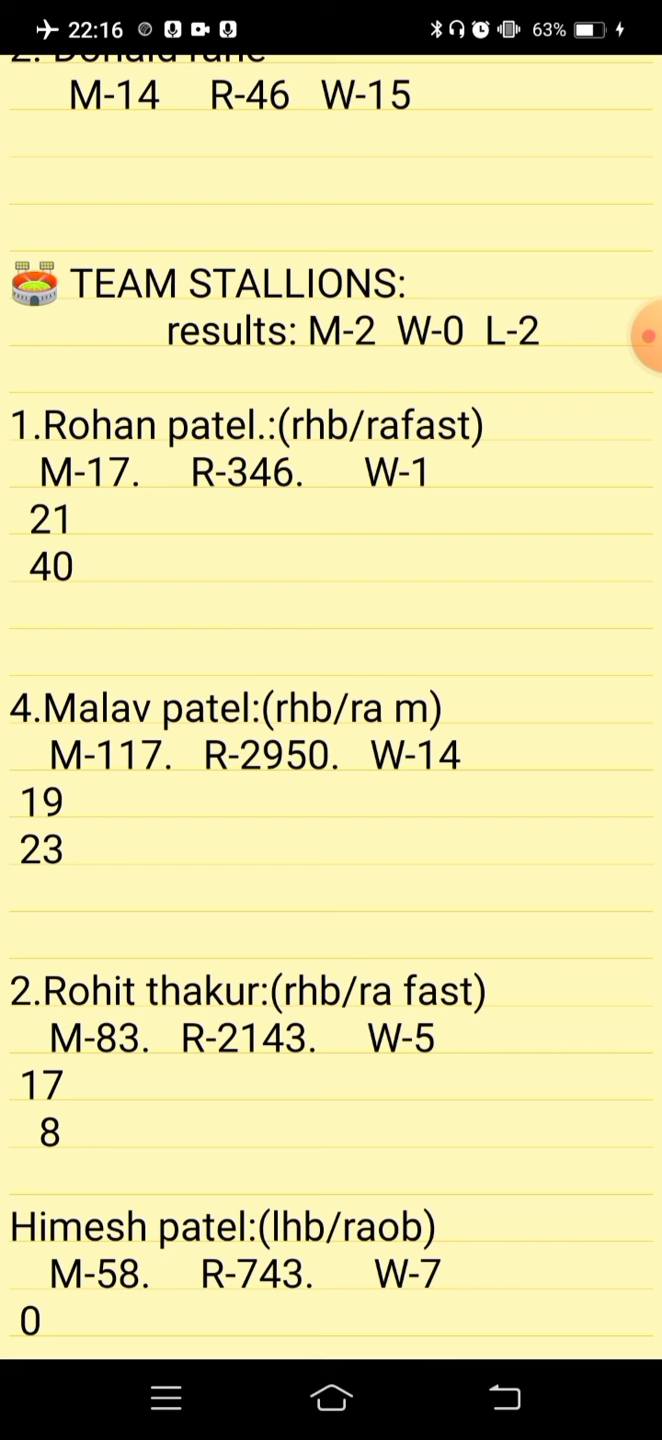 22:16 63%
M-14 R-46 W-15
TEAM STALLIONS:
results: M-2 W-0 L-2
1.Rohan patel.:(rhb/rafast)
M-17. R-346. W-1
21
40
4.Malav patel:(rhb/ra m)
M-117. R-2950. W-14
19
23
2.Rohit thakur:(rhb/ra fast)
M-83. R-2143. W-5
17
8
Himesh patel:(lhb/raob)
M-58. R-743. W-7
0